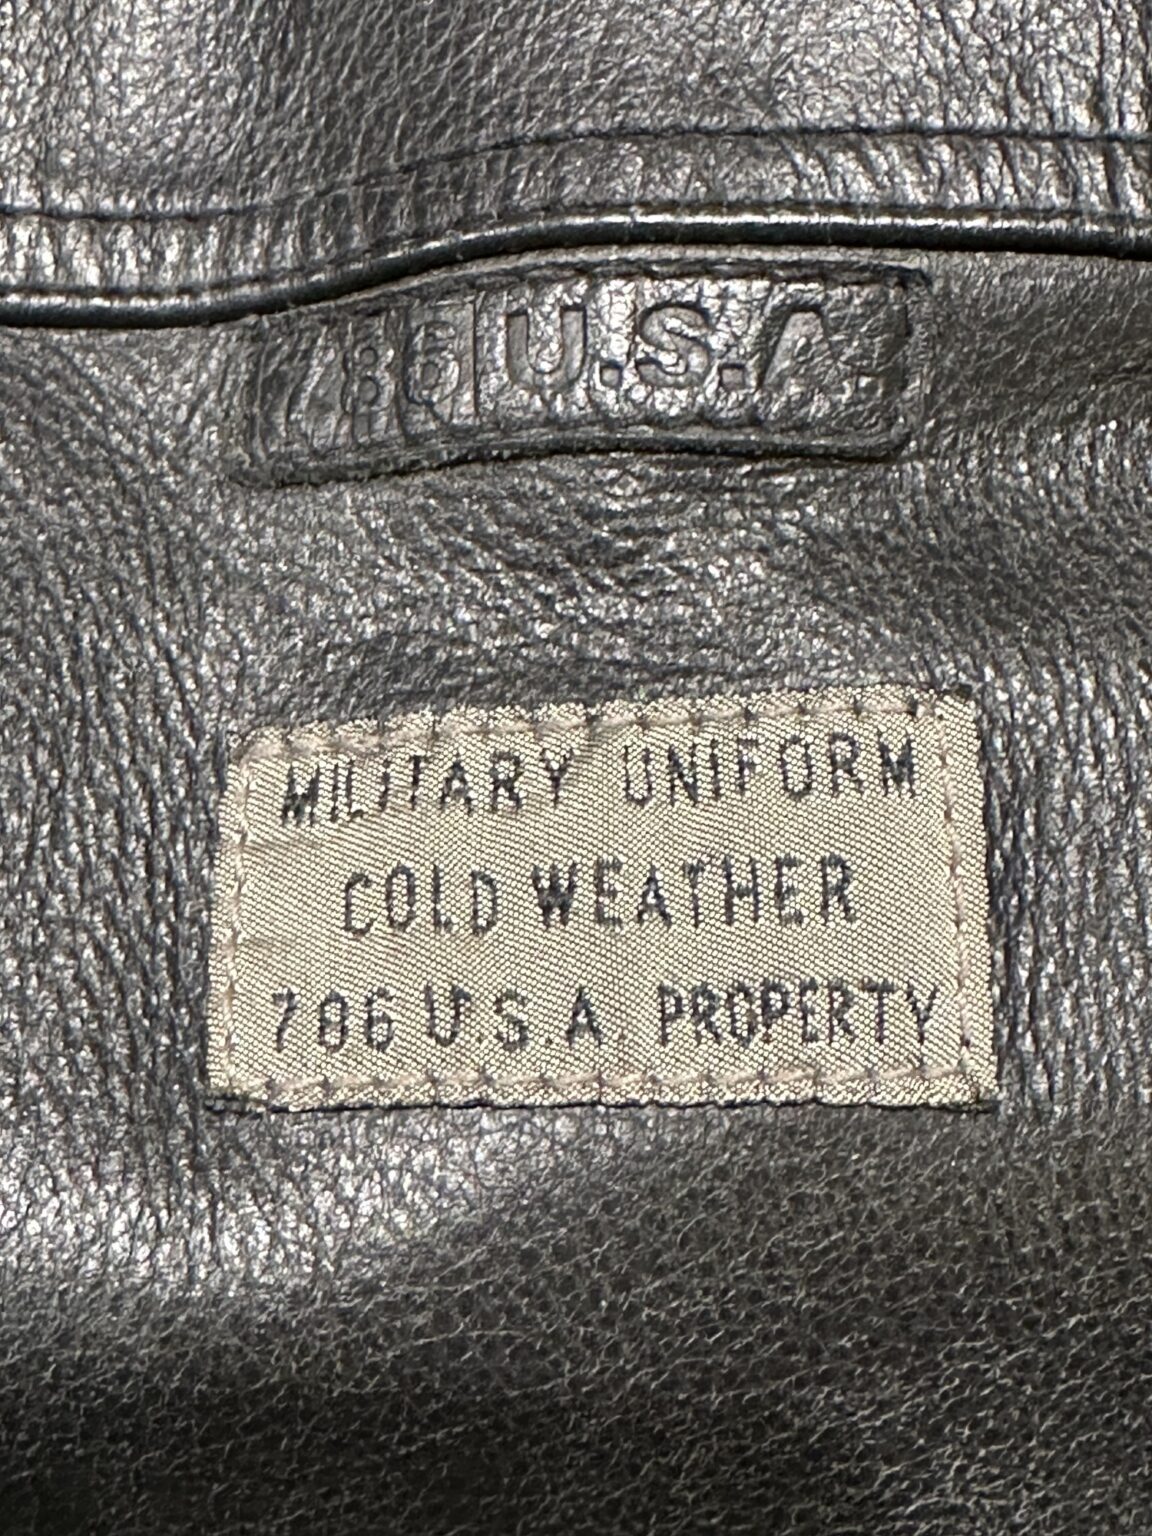 786 U.S.A.
MILITARY UNIFORM
COLD WEATHER
786 U.S.A. PROPERTY